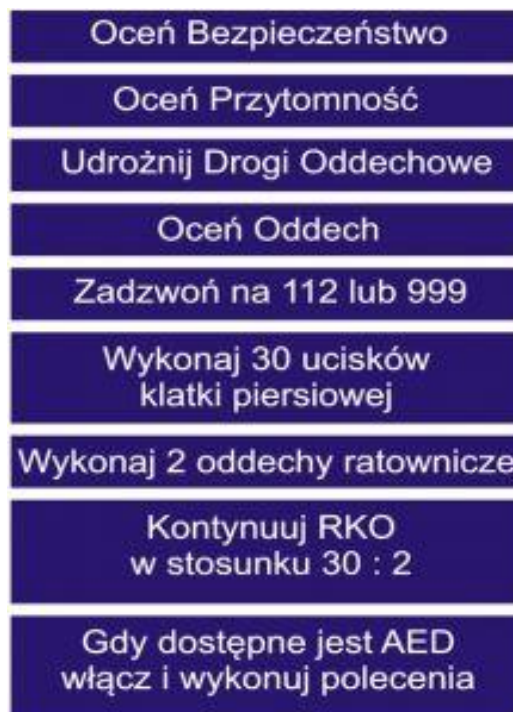 Oceń Bezpieczeństwo
Oceń Przytomność
Udrożnij Drogi Oddechowe
Oceń Oddech
Zadzwoń na 112 lub 999
Wykonaj 30 ucisków
klatki piersiowej
Wykonaj 2 oddechy ratownicze
Kontynuuj RKO
w stosunku 30 : 2
Gdy dostępne jest AED
włącz i wykonuj polecenia